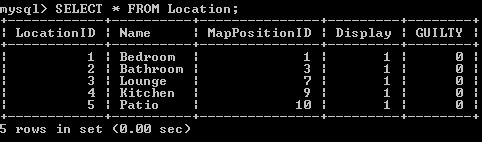 mysql> SELECT * FROM Location;
+------------+----------+---------------+---------+--------+
| LocationID | Name     | MapPositionID | Display | GUILTY |
+------------+----------+---------------+---------+--------+
|          1 | Bedroom  |             1 |       1 |      0 |
|          2 | Bathroom |             3 |       1 |      0 |
|          3 | Lounge   |             7 |       1 |      0 |
|          4 | Kitchen  |             9 |       1 |      0 |
|          5 | Patio    |            10 |       1 |      0 |
+------------+----------+---------------+---------+--------+
5 rows in set (0.00 sec)